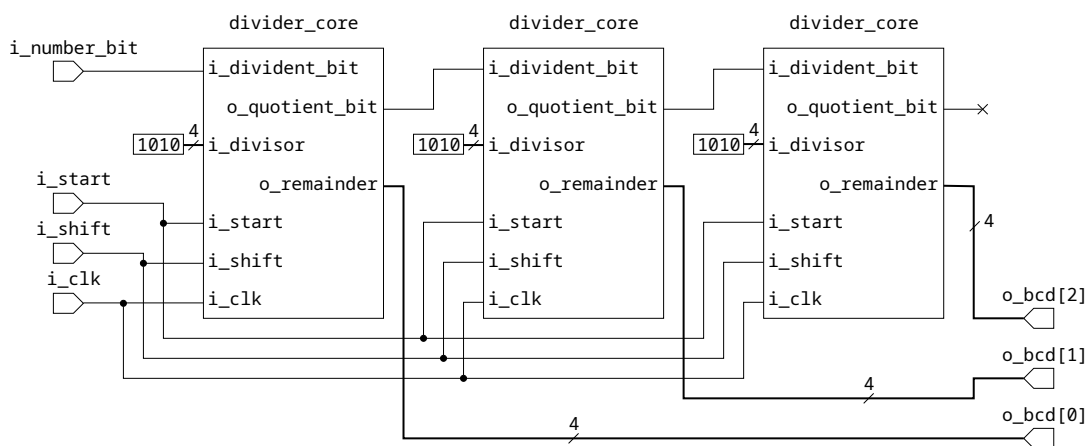 divider_core
divider_core
divider_core
i_number_bit
i_divident_bit
o_quotient_bit
4
1010
i_divisor
o_remainder
i_start
i_shift
i_clk
i_divident_bit
o_quotient_bit
4
1010
i_divisor
o_remainder
i_start
i_shift
i_clk
i_divident_bit
o_quotient_bit
4
1010
i_divisor
o_remainder
i_start
i_shift
i_clk
i_start
i_shift
i_clk
4
o_bcd[2]
4
o_bcd[1]
4
o_bcd[0]